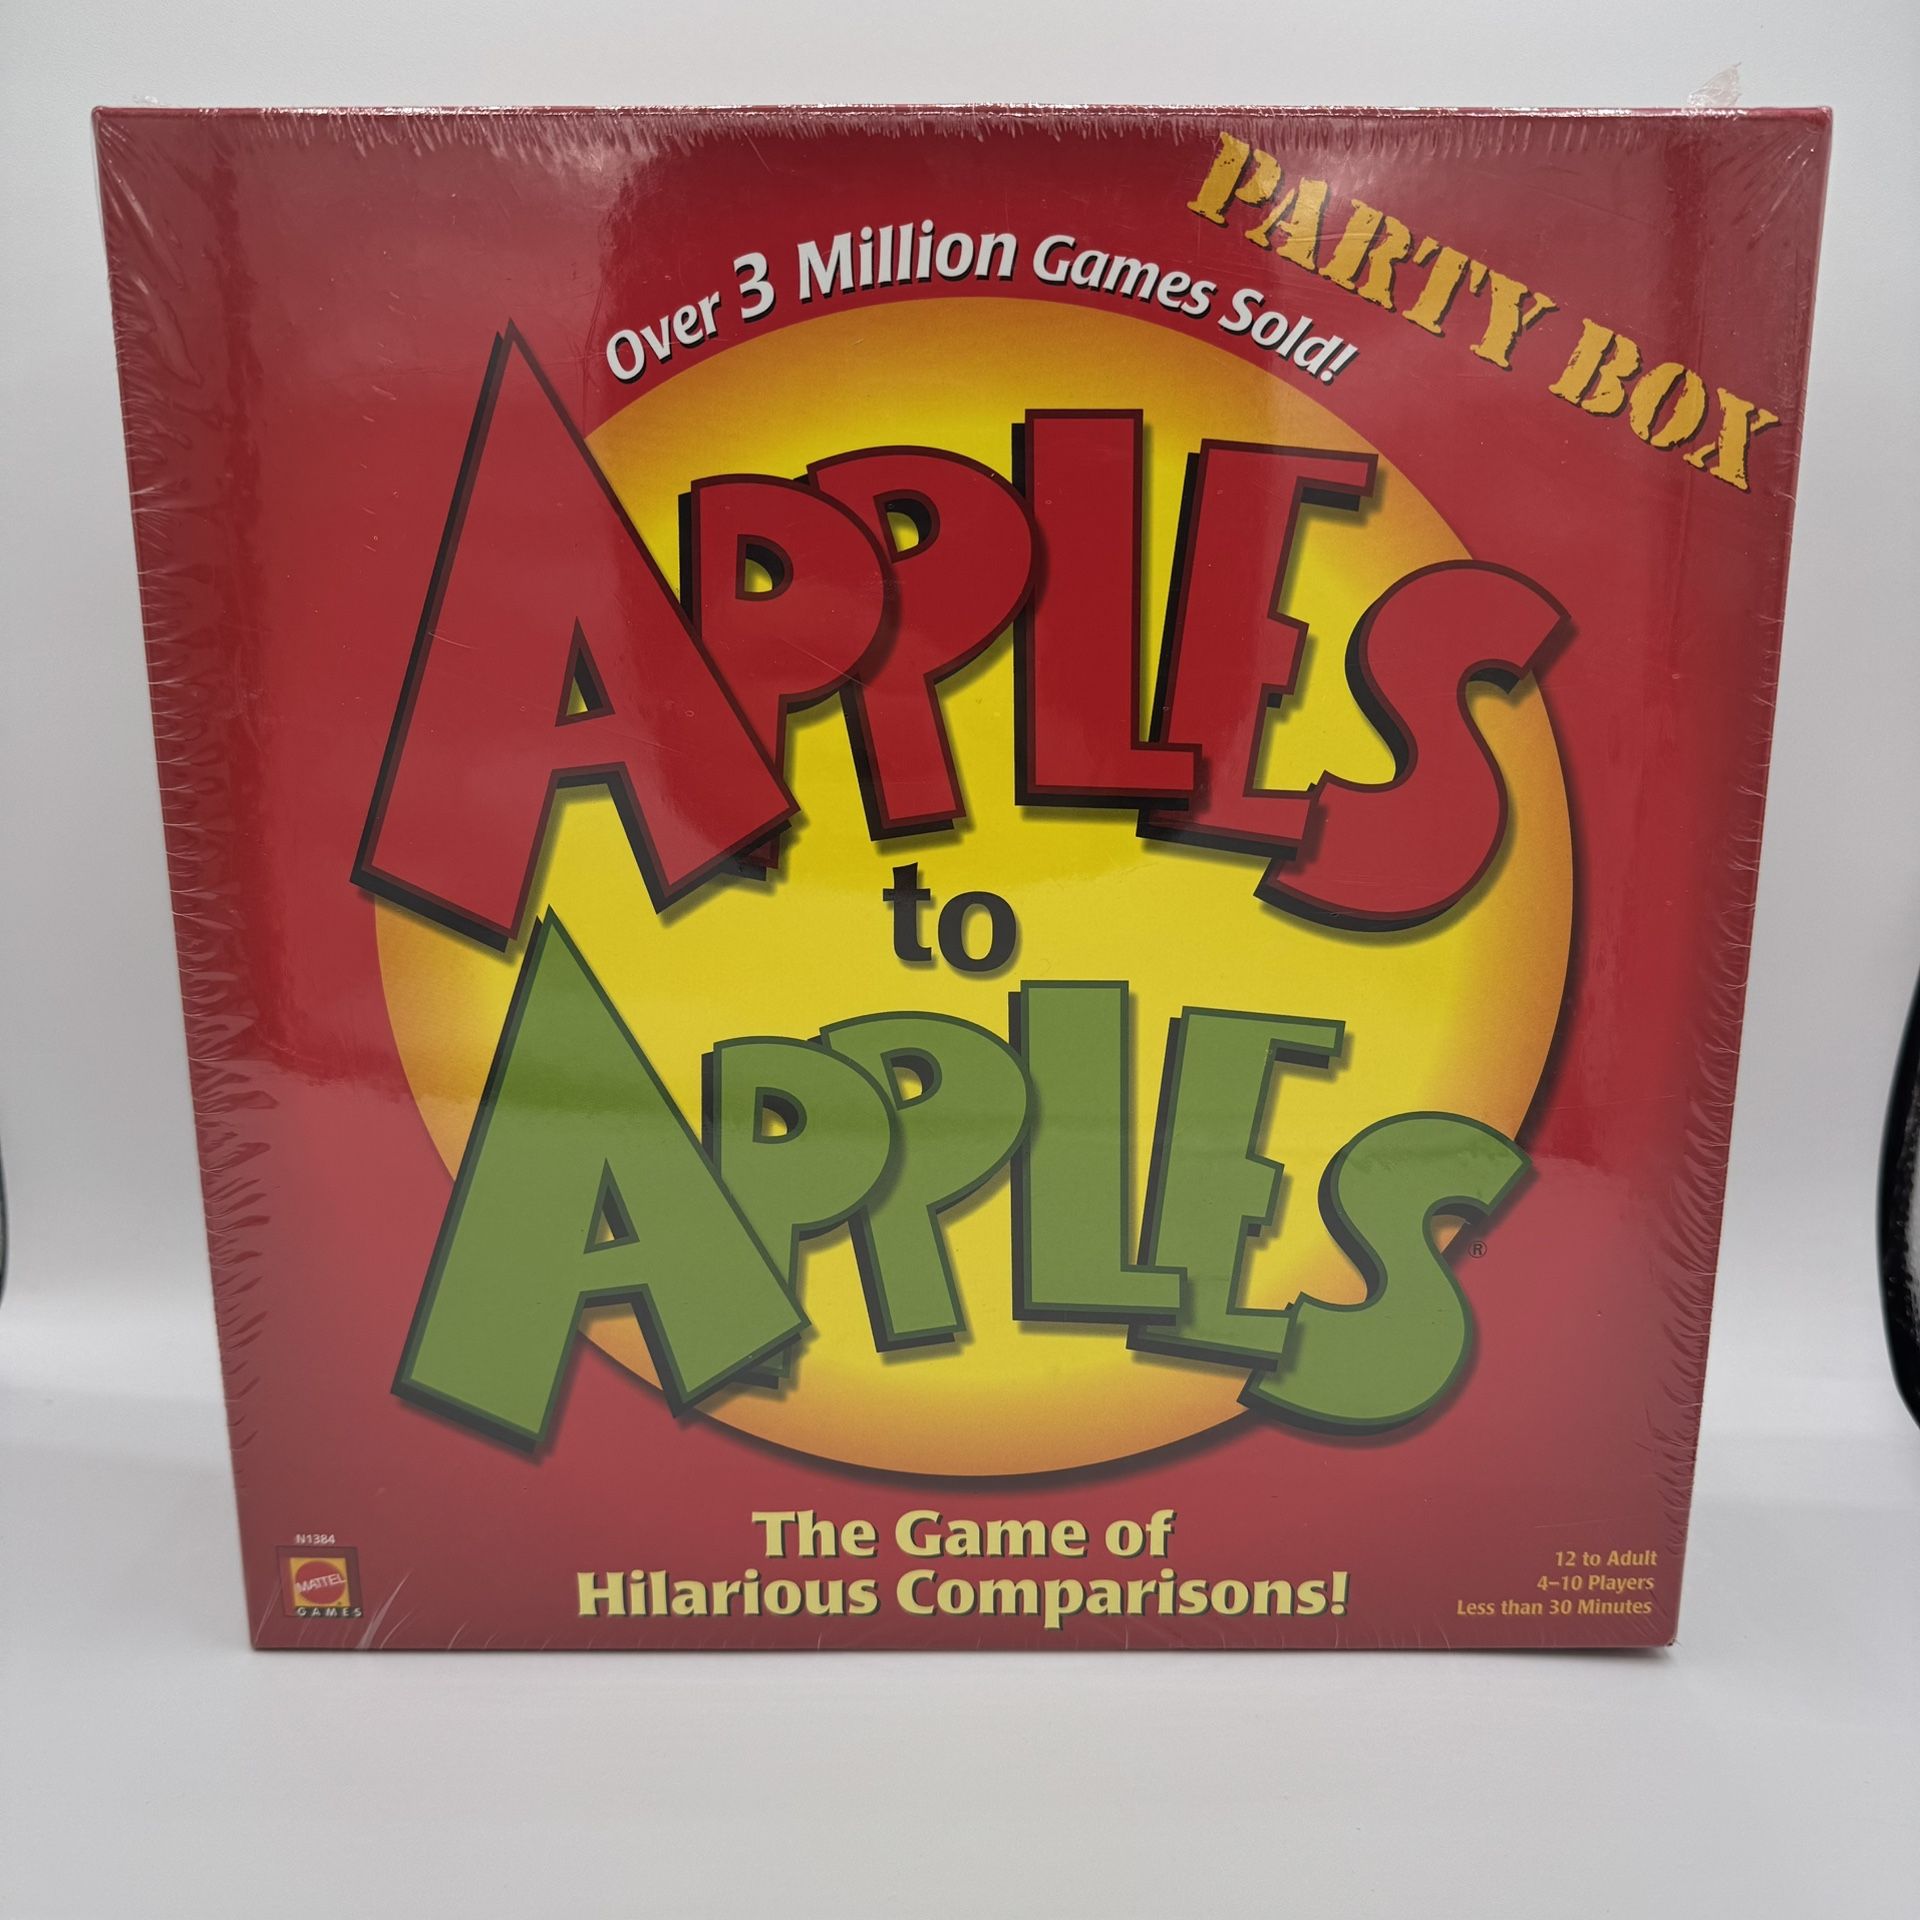 PARTY BOX
Over 3 Million Games Sold!
APPLES
to
APPLES®
The Game of
Hilarious Comparisons!
N1384
MATTEL
GAMES
12 to Adult
4–10 Players
Less than 30 Minutes